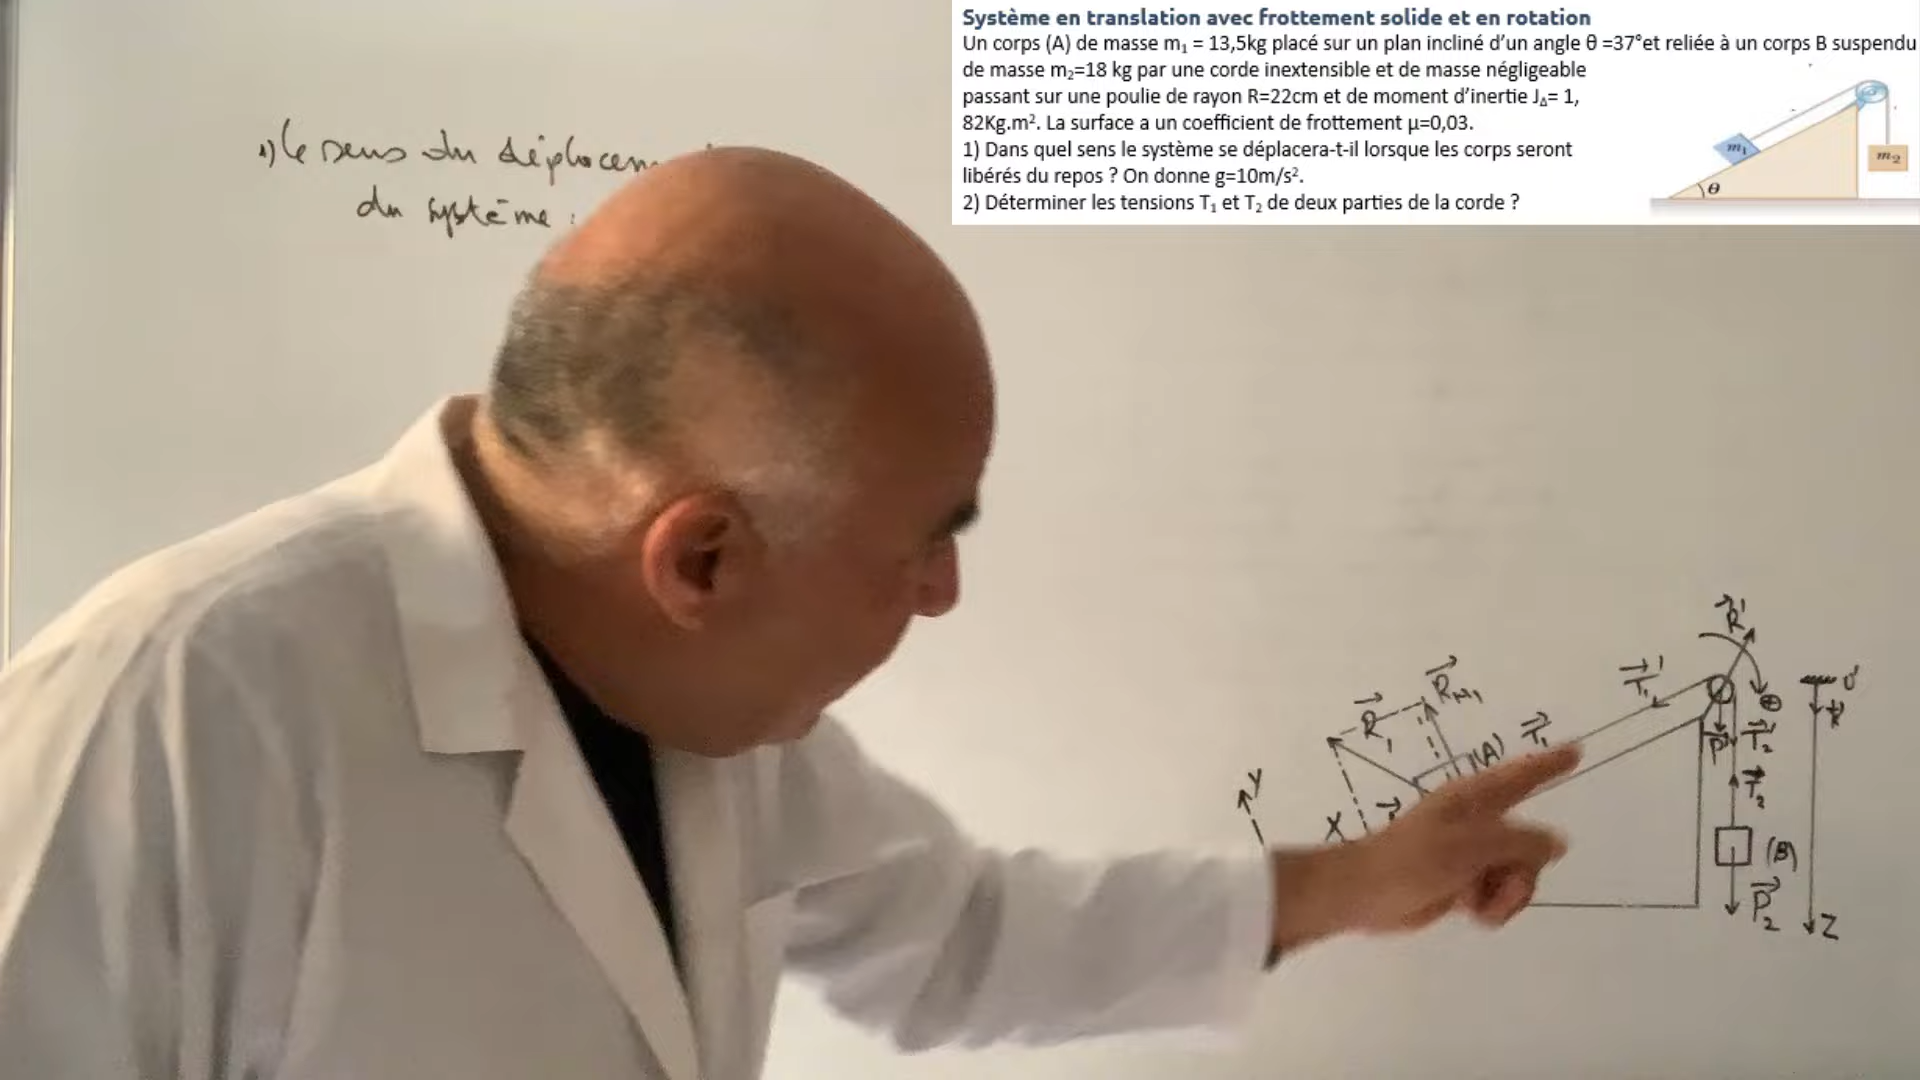 Système en translation avec frottement solide et en rotation
Un corps (A) de masse m₁ = 13,5kg placé sur un plan incliné d’un angle θ =37°et reliée à un corps B suspendu
de masse m₂=18 kg par une corde inextensible et de masse négligeable
passant sur une poulie de rayon R=22cm et de moment d’inertie J_Δ= 1,
82Kg.m². La surface a un coefficient de frottement μ=0,03.
1) Dans quel sens le système se déplacera-t-il lorsque les corps seront
libérés du repos ? On donne g=10m/s².
2) Déterminer les tensions T₁ et T₂ de deux parties de la corde ?
m₁
m₂
θ
1) le sens du
du système :
R'
T₁'
O'
k
⊕
R_N₁
R₁
(A)
T₁
P'
T₂'
T₂
y
x
(B)
P₂
Z